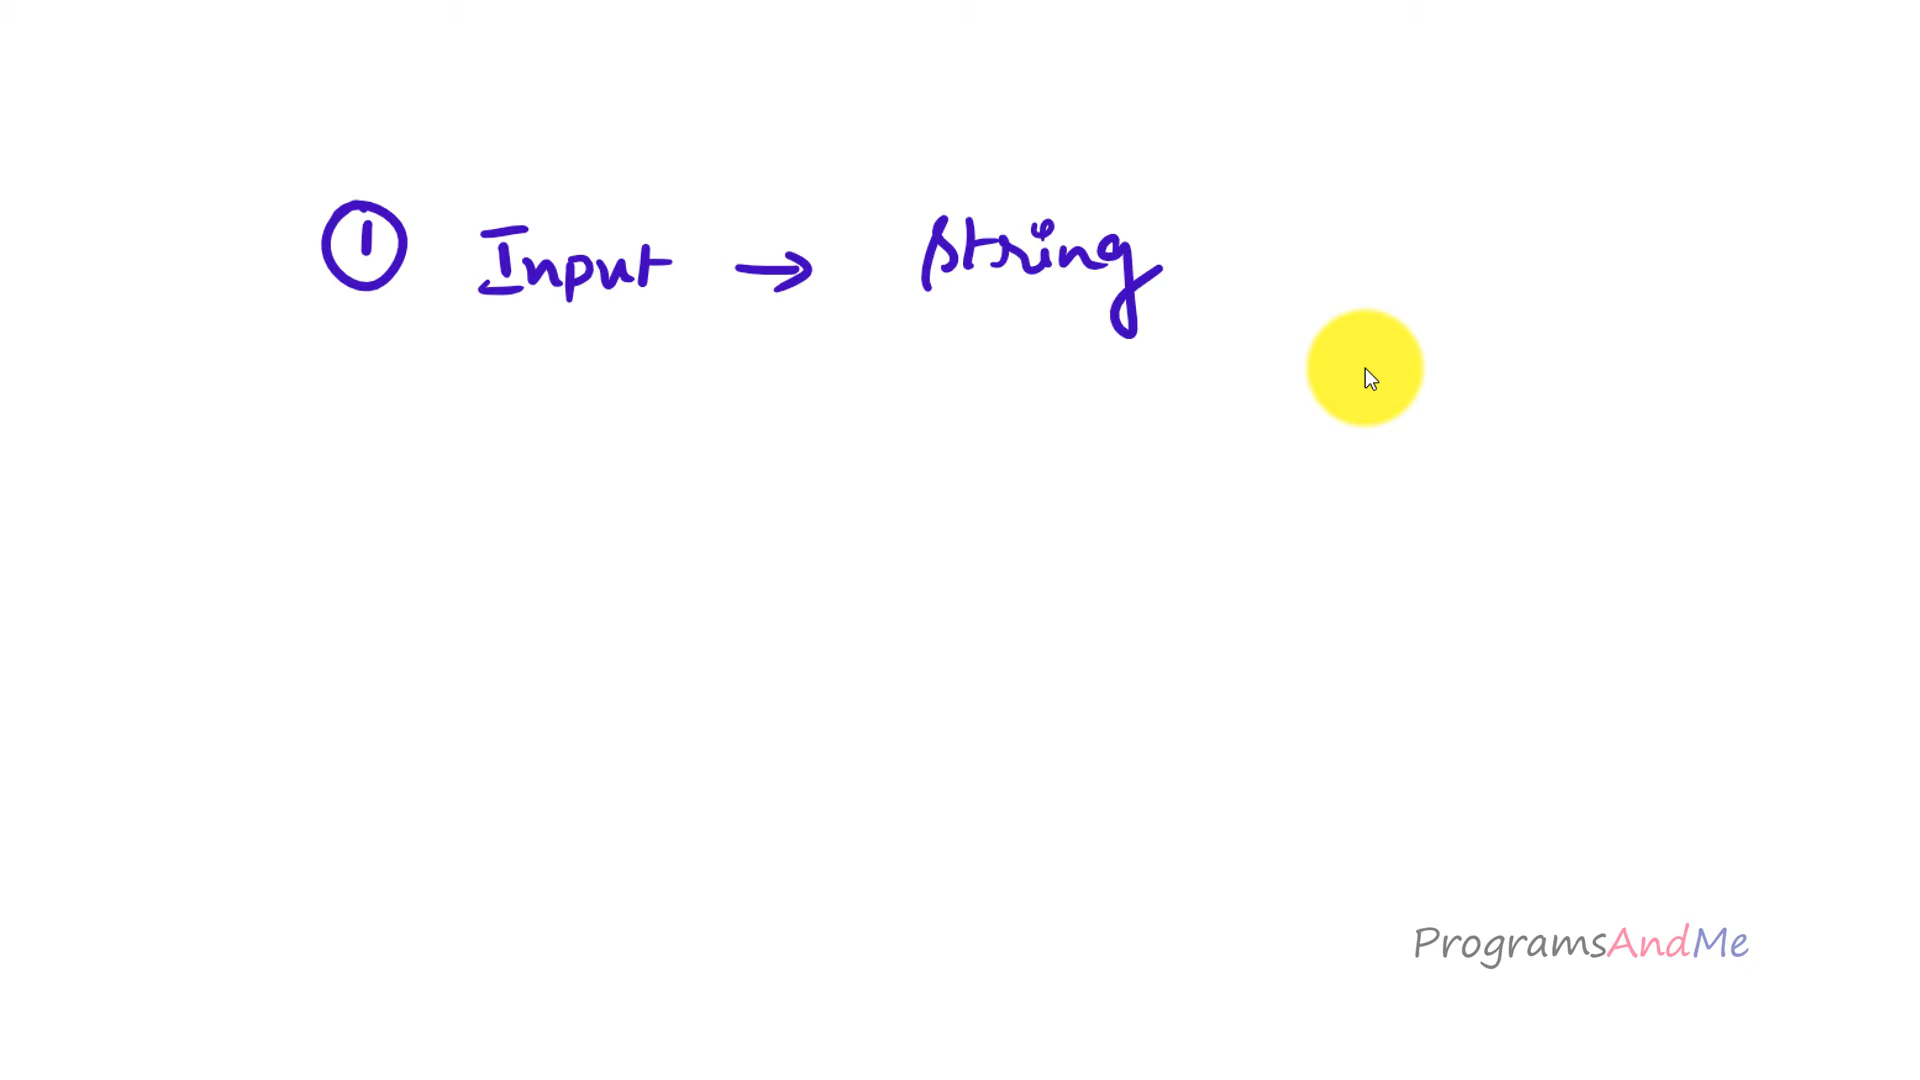 ① Input → string
ProgramsAndMe